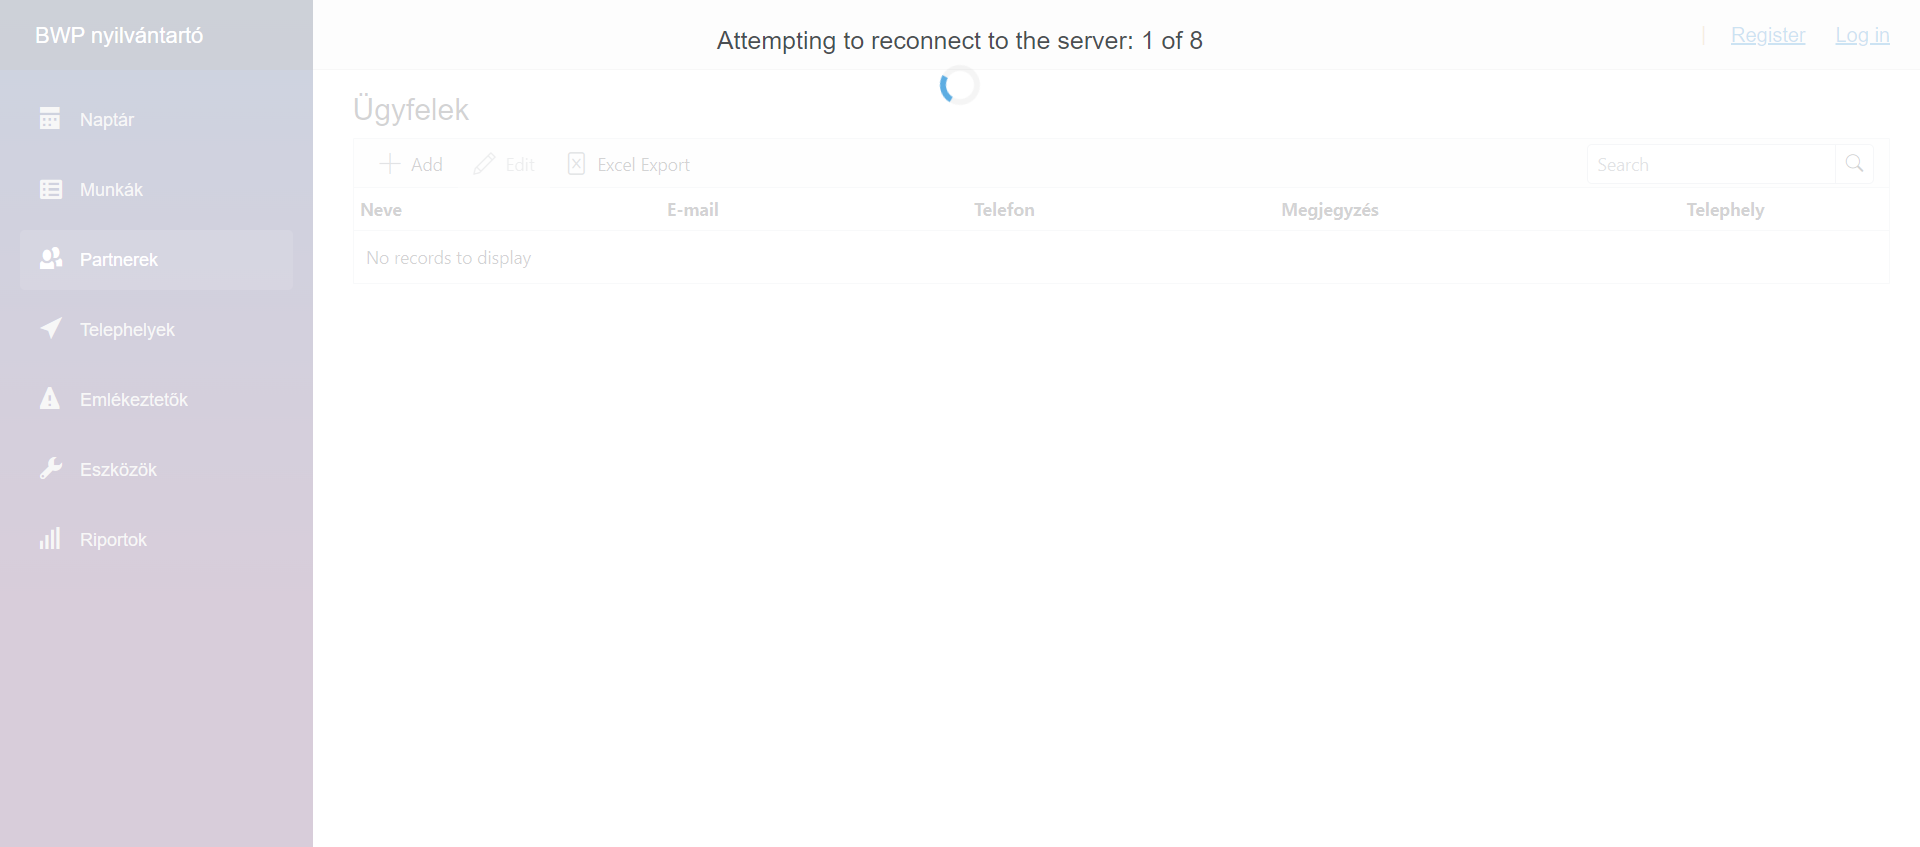 BWP nyilvántartó
Attempting to reconnect to the server: 1 of 8
Register
Log in
Naptár
Munkák
Partnerek
Telephelyek
Emlékeztetők
Eszközök
Riportok
Ügyfelek
Add
Edit
Excel Export
Search
Neve
E-mail
Telefon
Megjegyzés
Telephely
No records to display